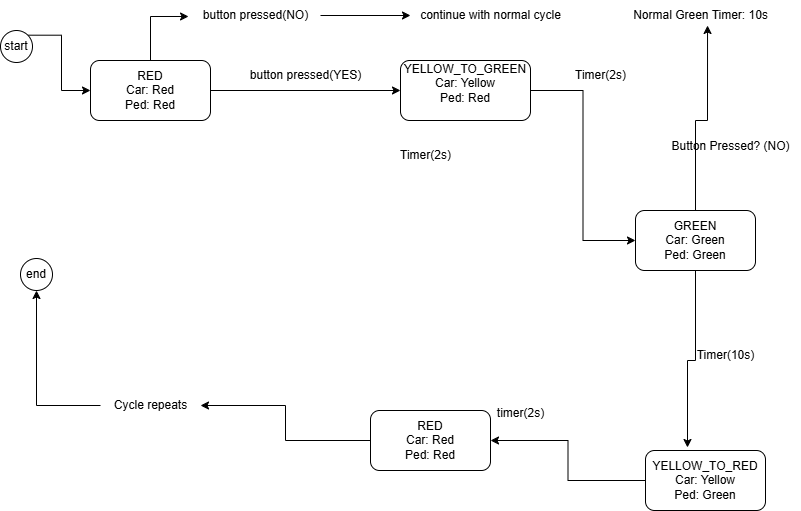 button pressed(NO)
continue with normal cycle
Normal Green Timer: 10s
start
RED
Car: Red
Ped: Red
button pressed(YES)
YELLOW_TO_GREEN
Car: Yellow
Ped: Red
Timer(2s)
Timer(2s)
Button Pressed? (NO)
GREEN
Car: Green
Ped: Green
end
Timer(10s)
Cycle repeats
RED
Car: Red
Ped: Red
timer(2s)
YELLOW_TO_RED
Car: Yellow
Ped: Green